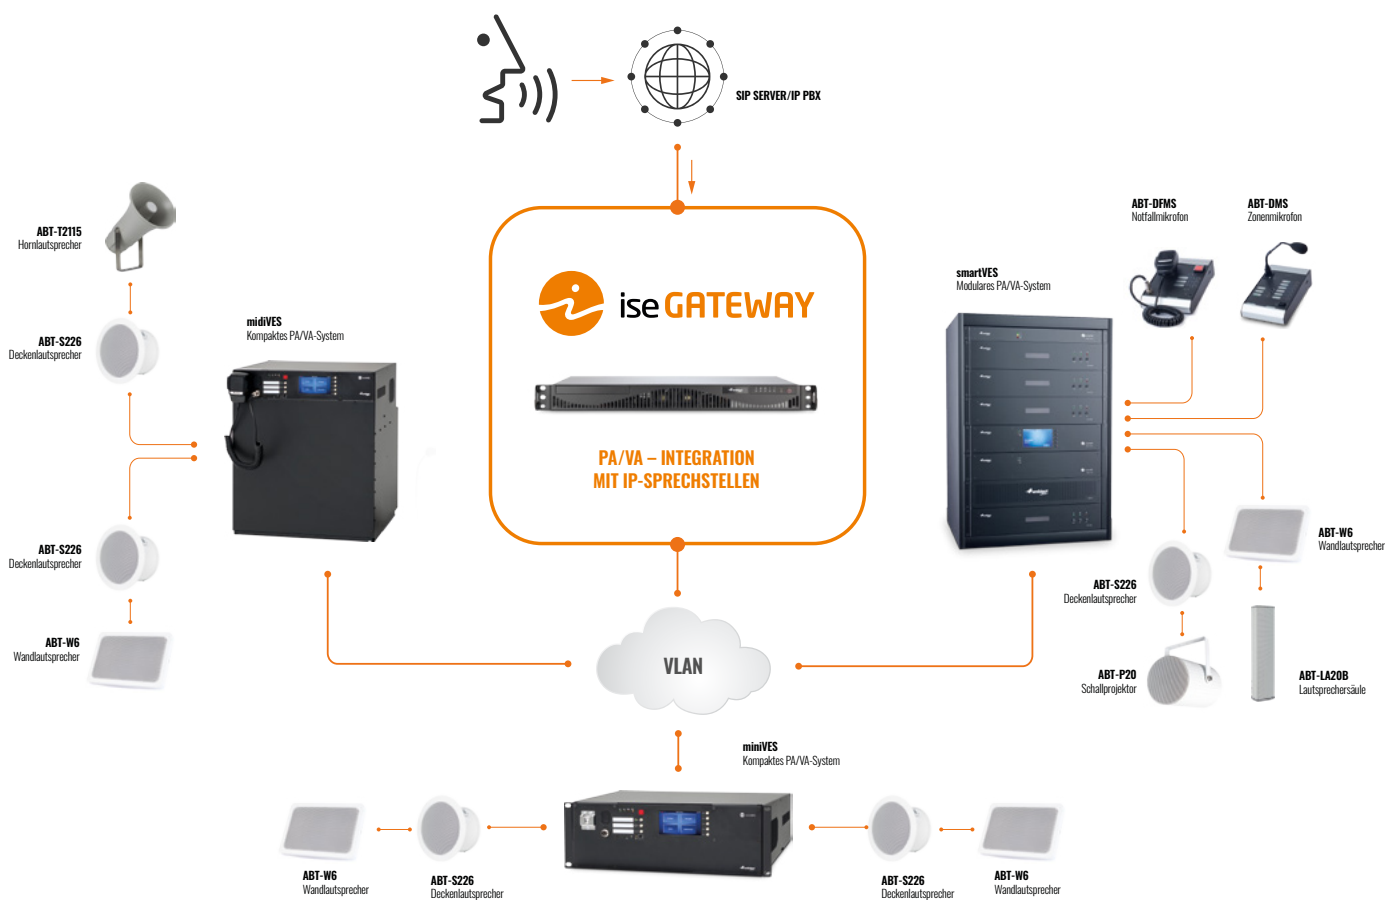 SIP SERVER/IP PBX
ABT-T2115
Hornlautsprecher
ABT-S226
Deckenlautsprecher
midiVES
Kompaktes PA/VA-System
ABT-S226
Deckenlautsprecher
ABT-W6
Wandlautsprecher
ise GATEWAY
PA/VA – INTEGRATION
MIT IP-SPRECHSTELLEN
VLAN
smartVES
Modulares PA/VA-System
ABT-DFMS
Notfallmikrofon
ABT-DMS
Zonenmikrofon
ABT-W6
Wandlautsprecher
ABT-S226
Deckenlautsprecher
ABT-P20
Schallprojektor
ABT-LA20B
Lautsprechersäule
miniVES
Kompaktes PA/VA-System
ABT-W6
Wandlautsprecher
ABT-S226
Deckenlautsprecher
ABT-S226
Deckenlautsprecher
ABT-W6
Wandlautsprecher